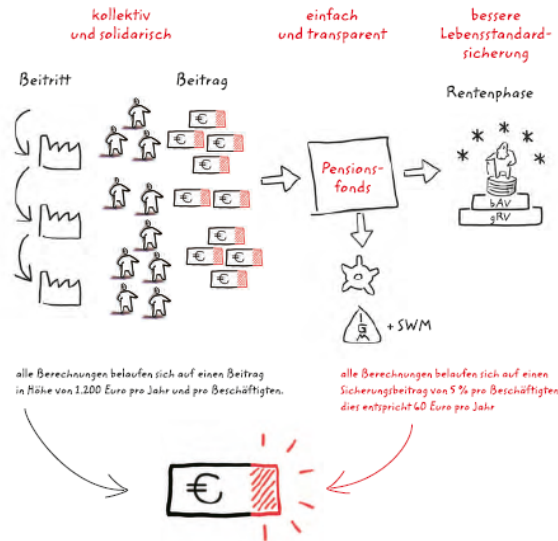 kollektiv
und solidarisch
einfach
und transparent
bessere
Lebensstandard-
sicherung
Beitritt
Beitrag
Rentenphase
€
€
€
€
€
€
€
€
€
€
€
Pensions-
fonds
bAV
gRV
IGM
+ SWM
alle Berechnungen belaufen sich auf einen Beitrag
in Höhe von 1.200 Euro pro Jahr und pro Beschäftigten.
alle Berechnungen belaufen sich auf einen
Sicherungsbeitrag von 5 % pro Beschäftigten
dies entspricht 60 Euro pro Jahr
€